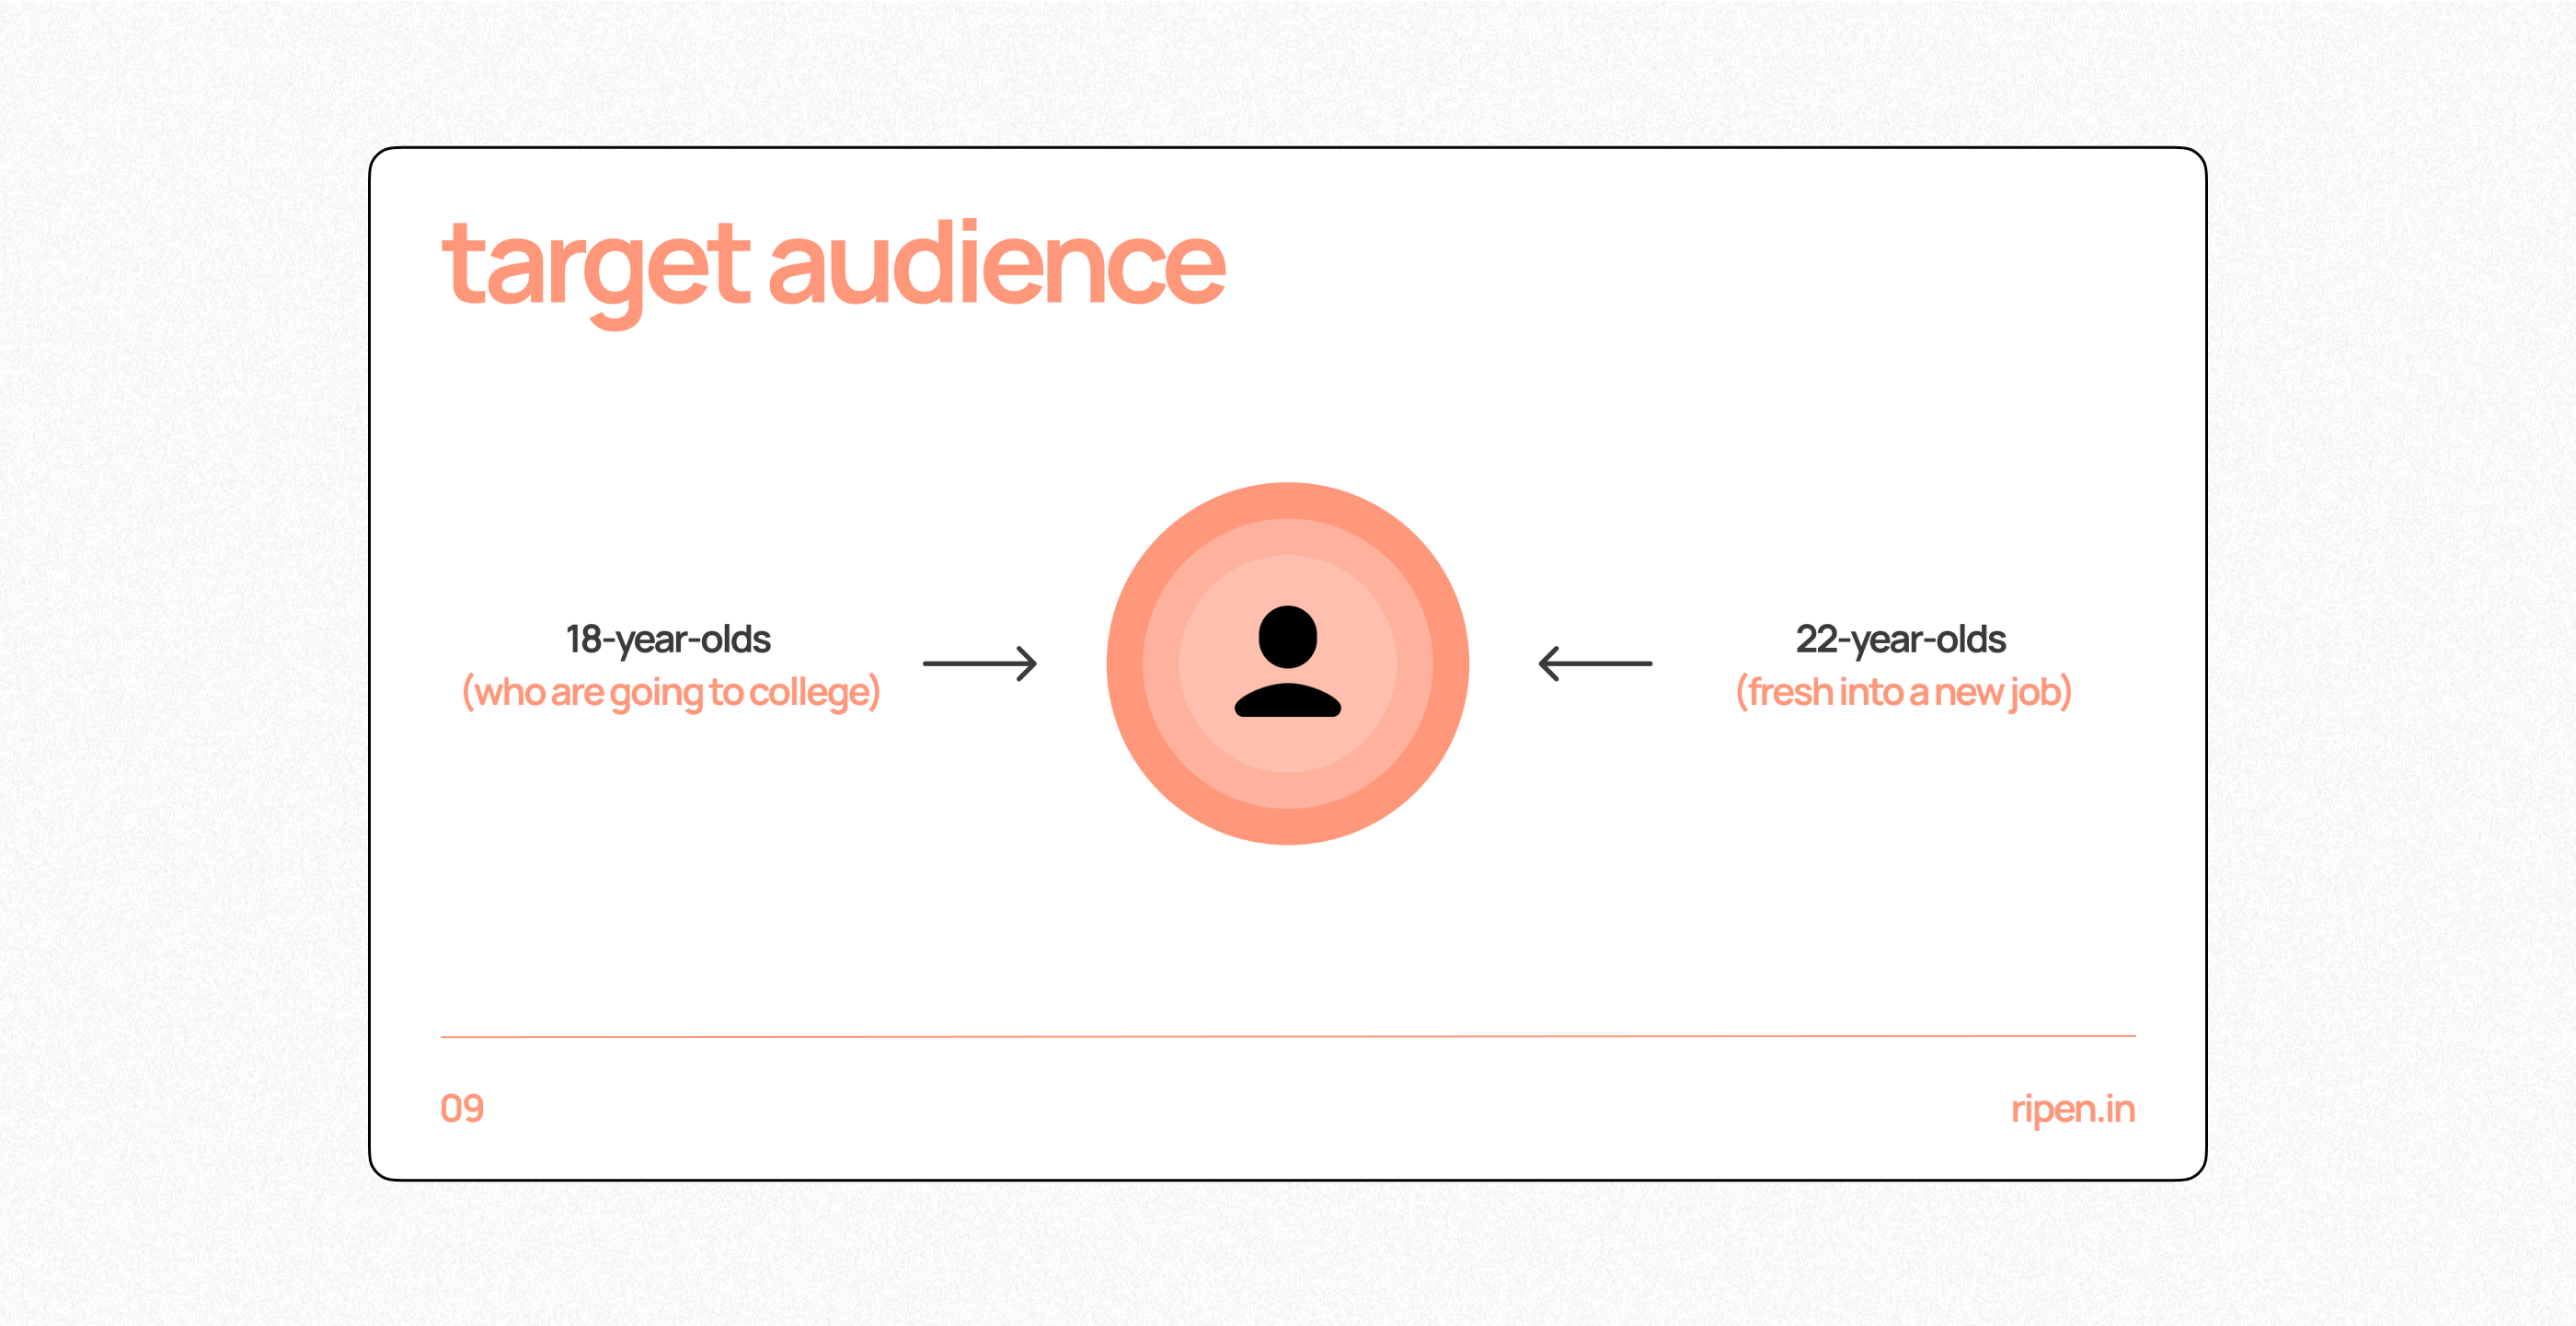 target audience
18-year-olds
(who are going to college)
22-year-olds
(fresh into a new job)
09
ripen.in